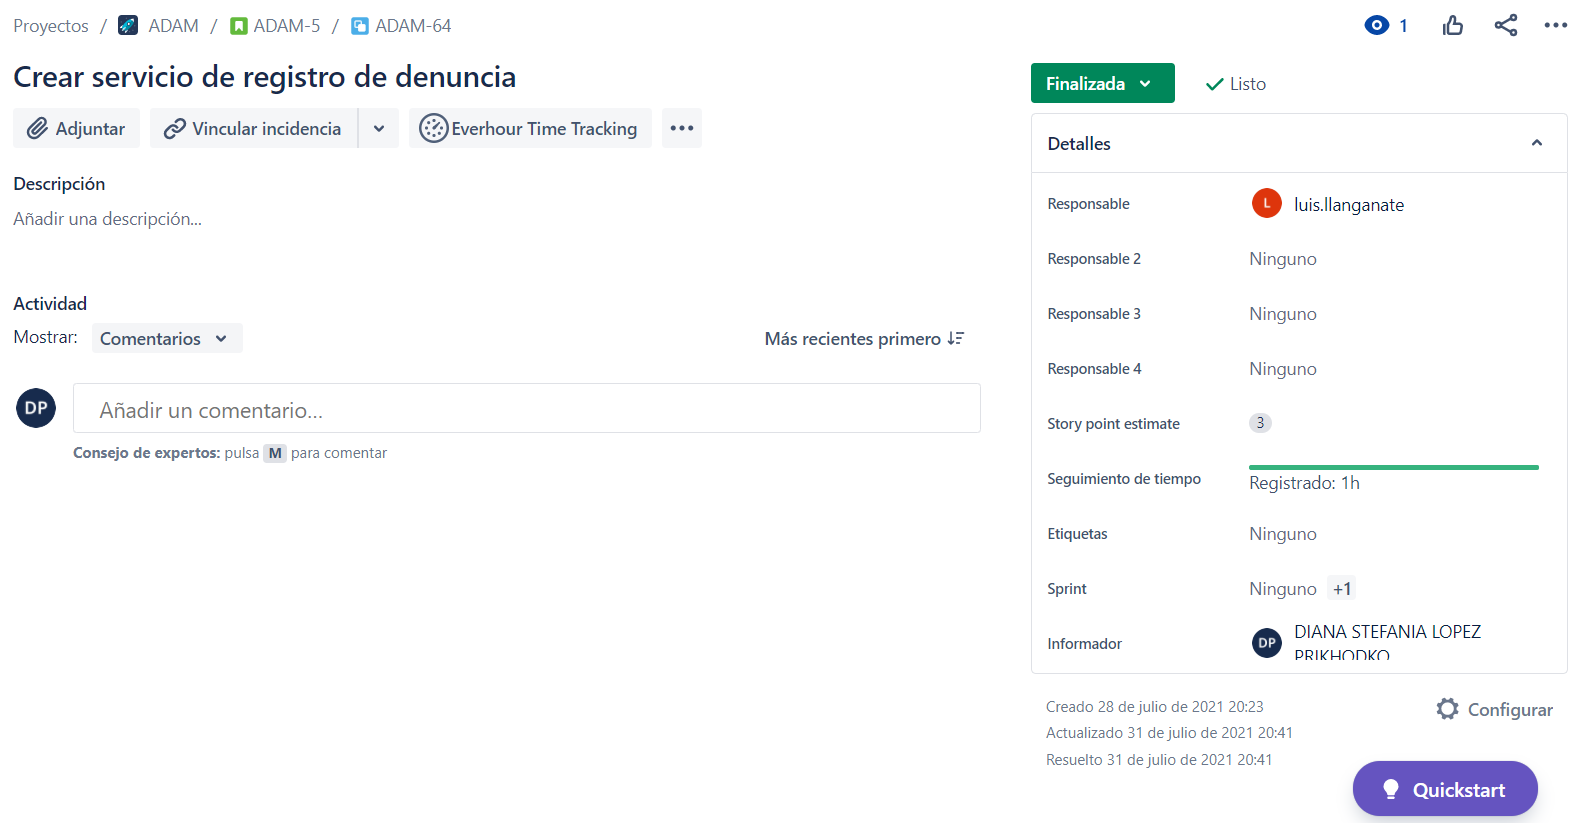 Proyectos / ADAM / ADAM-5 / ADAM-64
1
Crear servicio de registro de denuncia
Adjuntar
Vincular incidencia
Everhour Time Tracking
Descripción
Añadir una descripción...
Actividad
Mostrar: Comentarios
Más recientes primero
DP
Añadir un comentario...
Consejo de expertos: pulsa M para comentar
Finalizada
Listo
Detalles
Responsable L luis.llanganate
Responsable 2 Ninguno
Responsable 3 Ninguno
Responsable 4 Ninguno
Story point estimate 3
Seguimiento de tiempo Registrado: 1h
Etiquetas Ninguno
Sprint Ninguno +1
Informador DP DIANA STEFANIA LOPEZ
PRIKHODKO
Creado 28 de julio de 2021 20:23
Configurar
Actualizado 31 de julio de 2021 20:41
Resuelto 31 de julio de 2021 20:41
Quickstart